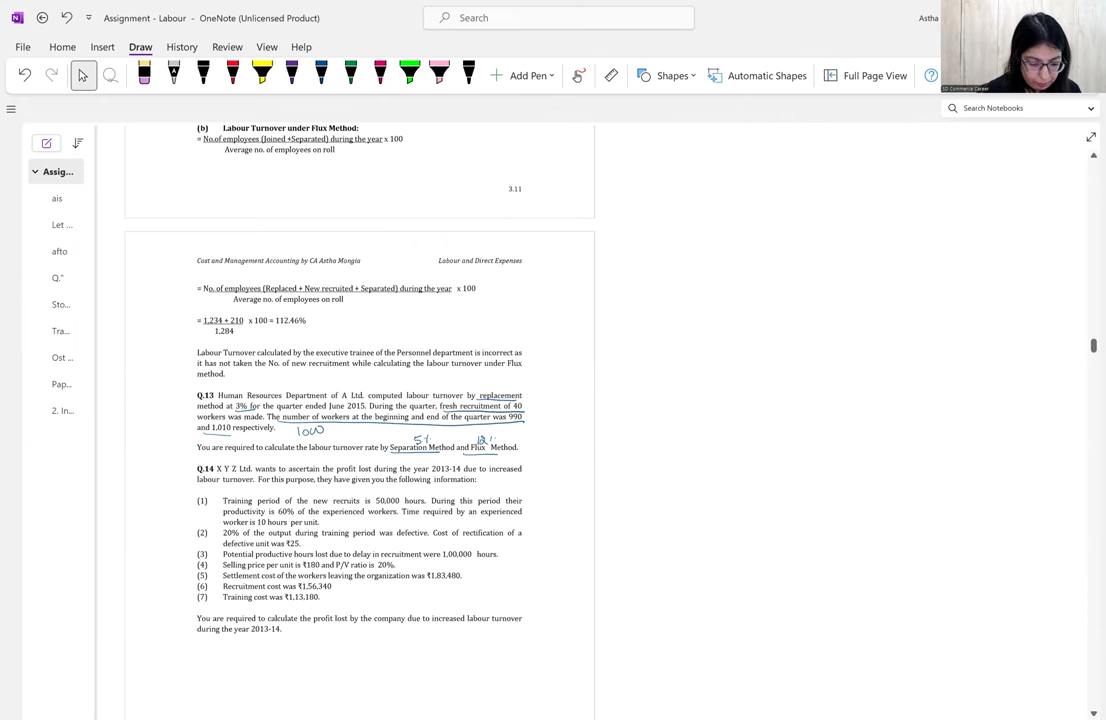 Assignment - Labour - OneNote (Unlicensed Product)
Search
Astha
File Home Insert Draw History Review View Help
Add Pen
Shapes
Automatic Shapes
Full Page View
SD Commerce Career
Search Notebooks
Assig...
ais
Let ...
afto
Q."
Sto...
Tra...
Ost ...
Pap...
2. In...
(b) Labour Turnover under Flux Method:
= No.of employees (Joined +Separated) during the year x 100
Average no. of employees on roll
3.11
Cost and Management Accounting by CA Astha Mongia Labour and Direct Expenses
= No. of employees (Replaced + New recruited + Separated) during the year x 100
Average no. of employees on roll
= 1,234 + 210 x 100 = 112.46%
1,284
Labour Turnover calculated by the executive trainee of the Personnel department is incorrect as
it has not taken the No. of new recruitment while calculating the labour turnover under Flux
method.
Q.13 Human Resources Department of A Ltd. computed labour turnover by replacement
method at 3% for the quarter ended June 2015. During the quarter, fresh recruitment of 40
workers was made. The number of workers at the beginning and end of the quarter was 990
and 1,010 respectively.
1000
5% 12%
You are required to calculate the labour turnover rate by Separation Method and Flux Method.
Q.14 X Y Z Ltd. wants to ascertain the profit lost during the year 2013-14 due to increased
labour turnover. For this purpose, they have given you the following information:
(1) Training period of the new recruits is 50,000 hours. During this period their
productivity is 60% of the experienced workers. Time required by an experienced
worker is 10 hours per unit.
(2) 20% of the output during training period was defective. Cost of rectification of a
defective unit was ₹25.
(3) Potential productive hours lost due to delay in recruitment were 1,00,000 hours.
(4) Selling price per unit is ₹180 and P/V ratio is 20%.
(5) Settlement cost of the workers leaving the organization was ₹1,83,480.
(6) Recruitment cost was ₹1,56,340
(7) Training cost was ₹1,13,180.
You are required to calculate the profit lost by the company due to increased labour turnover
during the year 2013-14.